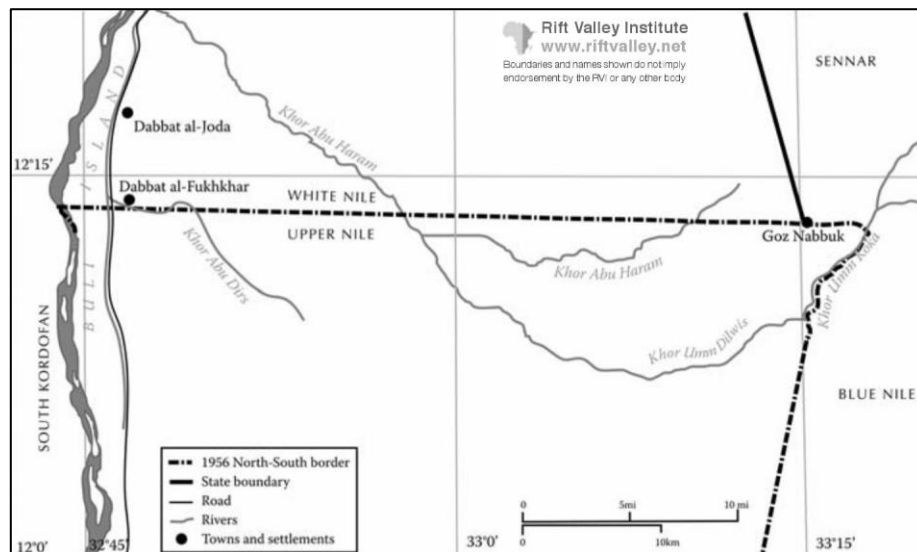 Rift Valley Institute
www.riftvalley.net
Boundaries and names shown do not imply
endorsement by the RVI or any other body
SENNAR
BULI ISLAND
Dabbat al-Joda
Khor Abu Haram
12°15'
Dabbat al-Fukhkhar
WHITE NILE
UPPER NILE
Goz Nabbuk
Khor Abu Dirs
Khor Abu Haram
Khor Umm Koka
Khor Umm Dilwis
SOUTH KORDOFAN
BLUE NILE
1956 North-South border
State boundary
Road
Rivers
Towns and settlements
0 5mi 10 mi
0 10km
12°0' 32°45' 33°0' 33°15'